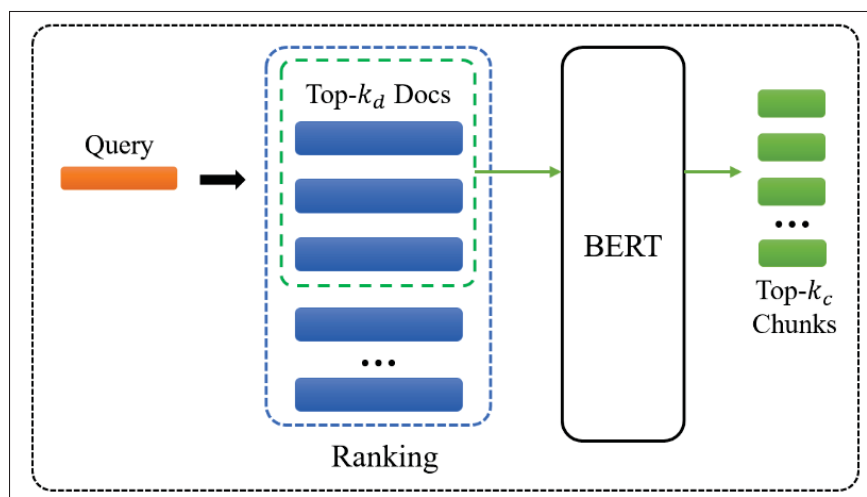 Query
Top-k_d Docs
...
Ranking
BERT
...
Top-k_c
Chunks